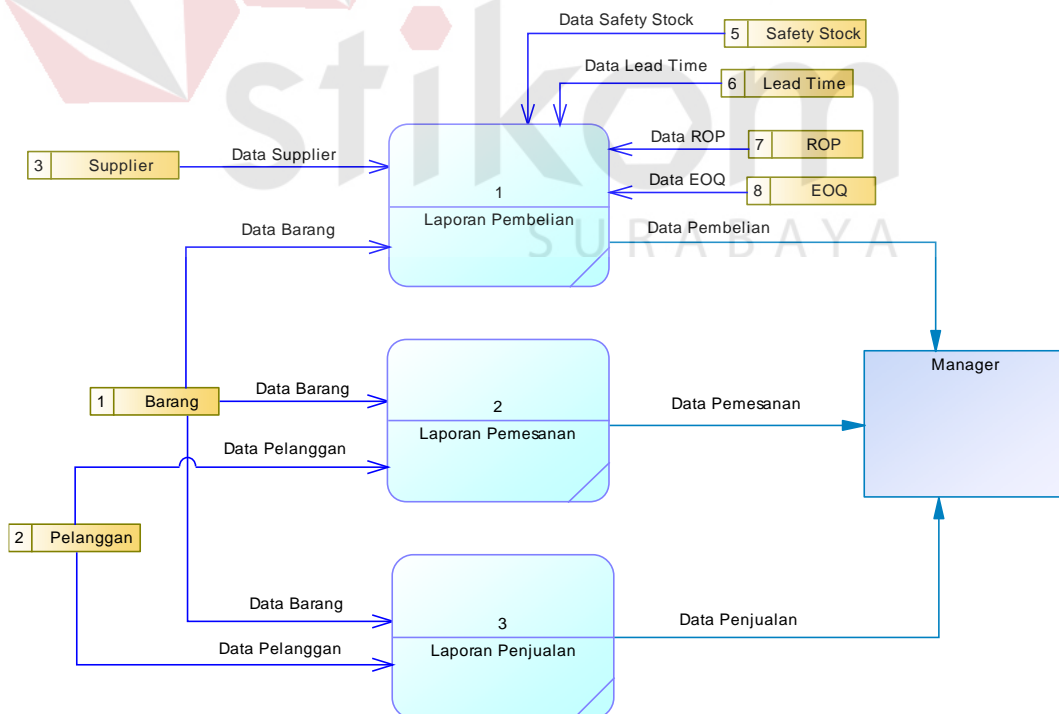 Data Safety Stock
5 Safety Stock
Data Lead Time
6 Lead Time
stikom
Data ROP
7 ROP
3 Supplier
Data Supplier
Data EOQ
8 EOQ
1
Laporan Pembelian
Data Barang
Data Pembelian
SURABAYA
Manager
1 Barang
Data Barang
2
Laporan Pemesanan
Data Pemesanan
Data Pelanggan
2 Pelanggan
Data Barang
3
Laporan Penjualan
Data Penjualan
Data Pelanggan